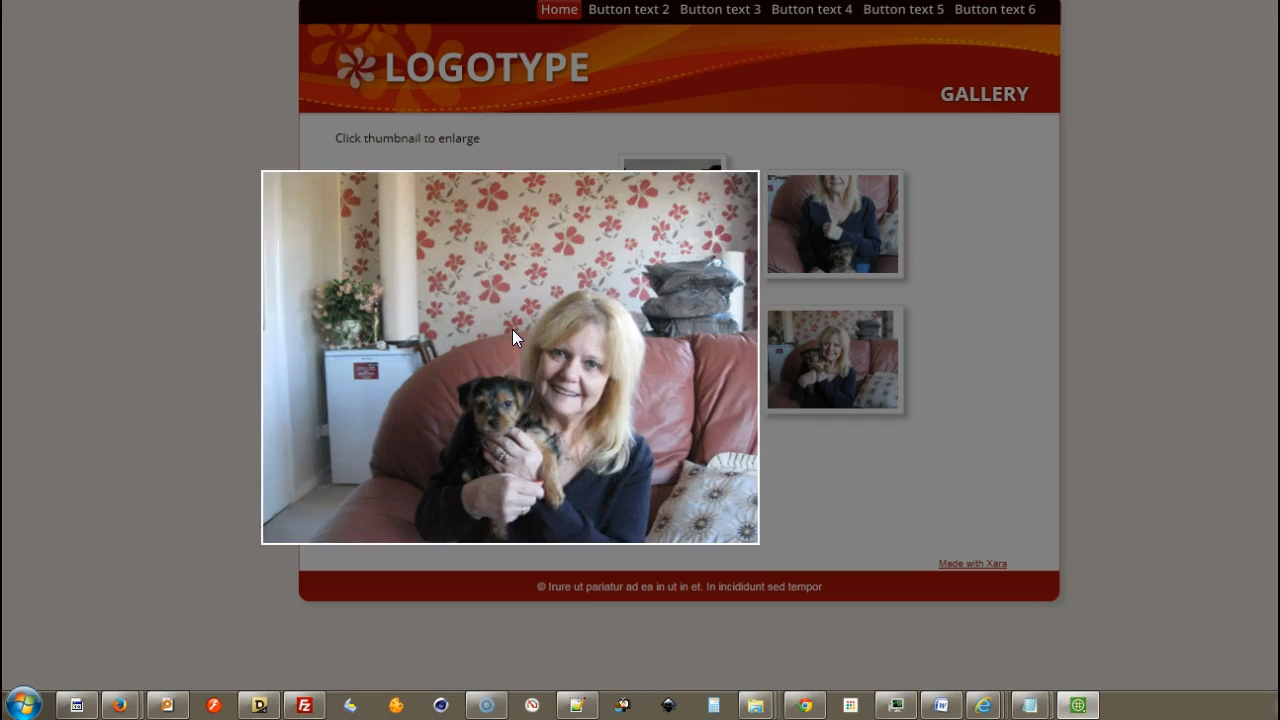 Home Button text 2 Button text 3 Button text 4 Button text 5 Button text 6
LOGOTYPE
GALLERY
Click thumbnail to enlarge
Made with Xara
© Irure ut pariatur ad ea in ut in et. In incididunt sed tempor